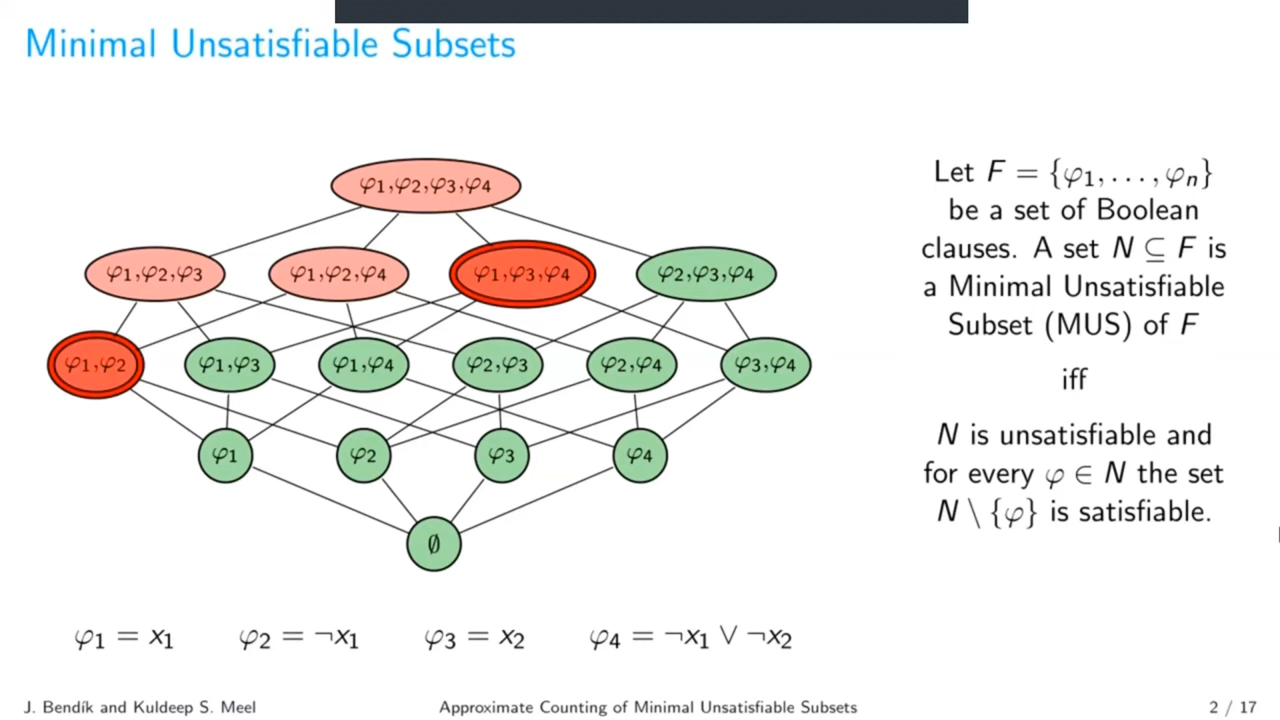 Minimal Unsatisfiable Subsets
φ1,φ2,φ3,φ4
φ1,φ2,φ3
φ1,φ2,φ4
φ1,φ3,φ4
φ2,φ3,φ4
φ1,φ2
φ1,φ3
φ1,φ4
φ2,φ3
φ2,φ4
φ3,φ4
φ1
φ2
φ3
φ4
∅
φ1 = x1
φ2 = ¬x1
φ3 = x2
φ4 = ¬x1 ∨ ¬x2
Let F = {φ1, . . . , φn}
be a set of Boolean
clauses. A set N ⊆ F is
a Minimal Unsatisfiable
Subset (MUS) of F
iff
N is unsatisfiable and
for every φ ∈ N the set
N \ {φ} is satisfiable.
J. Bendík and Kuldeep S. Meel
Approximate Counting of Minimal Unsatisfiable Subsets
2 / 17